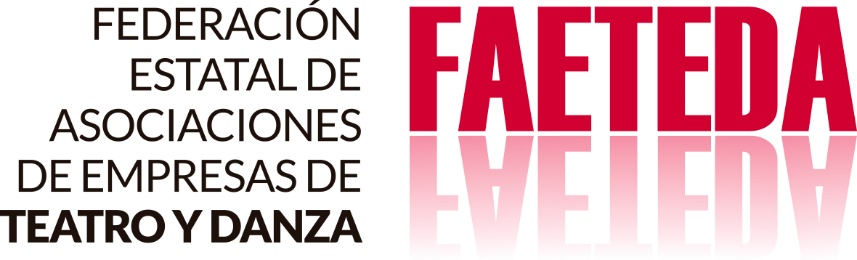 FEDERACIÓN
ESTATAL DE
ASOCIACIONES
DE EMPRESAS DE
TEATRO Y DANZA
FAETEDA